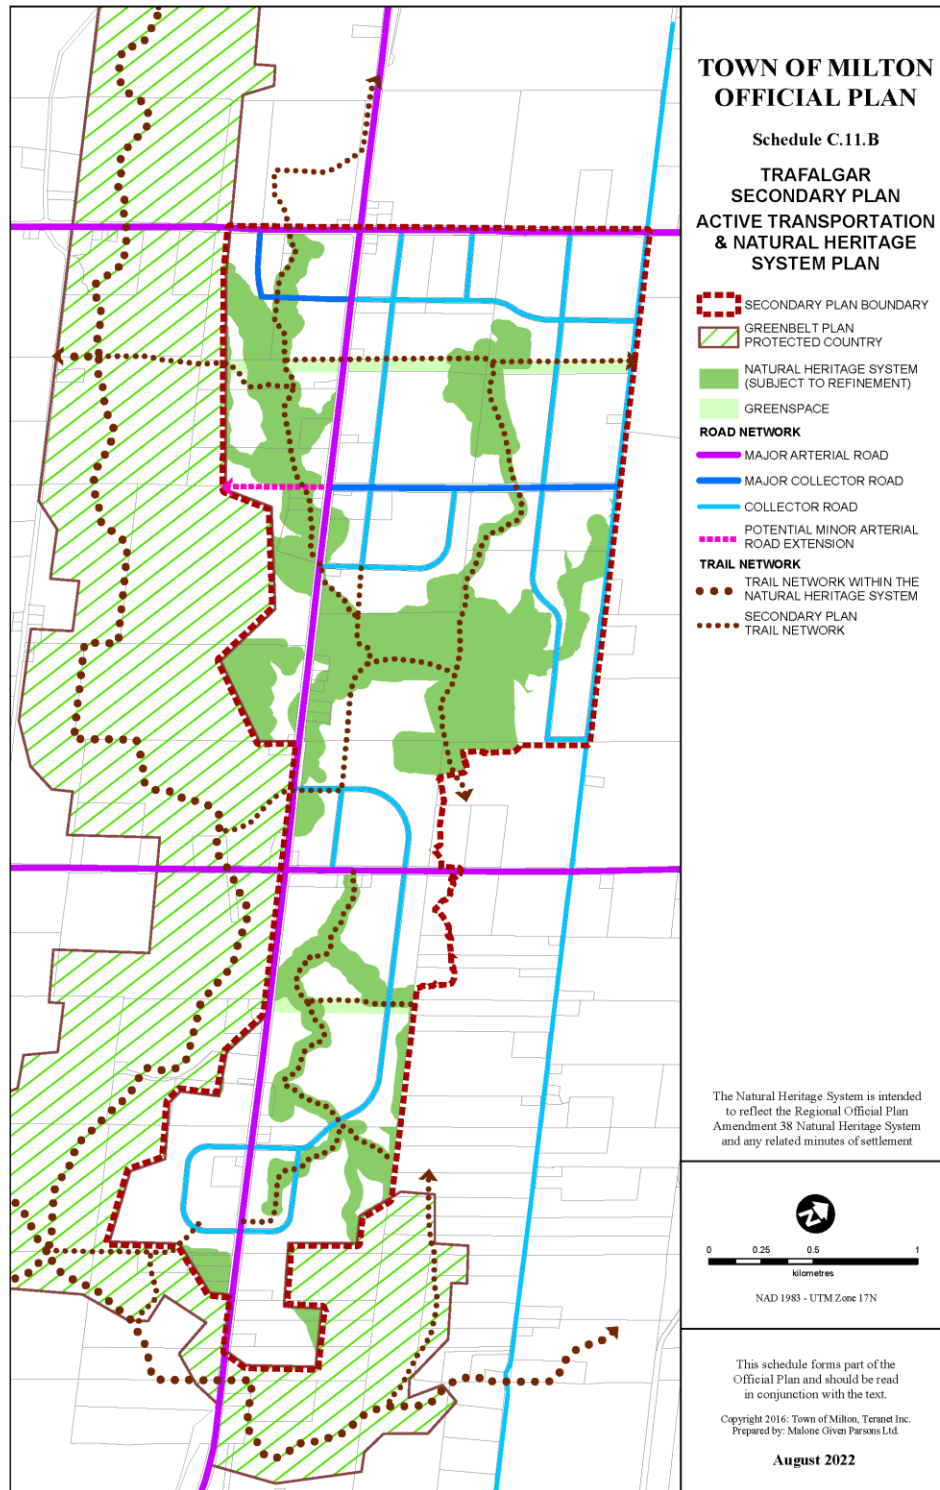 TOWN OF MILTON
OFFICIAL PLAN
Schedule C.11.B
TRAFALGAR
SECONDARY PLAN
ACTIVE TRANSPORTATION
& NATURAL HERITAGE
SYSTEM PLAN
SECONDARY PLAN BOUNDARY
GREENBELT PLAN
PROTECTED COUNTRY
NATURAL HERITAGE SYSTEM
(SUBJECT TO REFINEMENT)
GREENSPACE
ROAD NETWORK
MAJOR ARTERIAL ROAD
MAJOR COLLECTOR ROAD
COLLECTOR ROAD
POTENTIAL MINOR ARTERIAL
ROAD EXTENSION
TRAIL NETWORK
TRAIL NETWORK WITHIN THE
NATURAL HERITAGE SYSTEM
SECONDARY PLAN
TRAIL NETWORK
The Natural Heritage System is intended
to reflect the Regional Official Plan
Amendment 38 Natural Heritage System
and any related minutes of settlement
N
0 0.25 0.5 1
kilometres
NAD 1983 - UTM Zone 17N
This schedule forms part of the
Official Plan and should be read
in conjunction with the text.
Copyright 2016: Town of Milton, Teranet Inc.
Prepared by: Malone Given Parsons Ltd.
August 2022